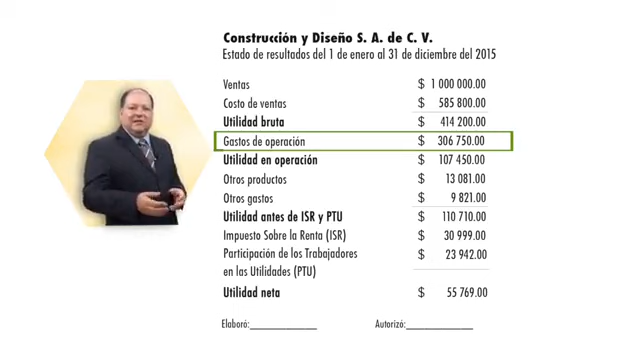 Construcción y Diseño S. A. de C. V.
Estado de resultados del 1 de enero al 31 de diciembre del 2015
Ventas $ 1 000 000.00
Costo de ventas $ 585 800.00
Utilidad bruta $ 414 200.00
Gastos de operación $ 306 750.00
Utilidad en operación $ 107 450.00
Otros productos $ 13 081.00
Otros gastos $ 9 821.00
Utilidad antes de ISR y PTU $ 110 710.00
Impuesto Sobre la Renta (ISR) $ 30 999.00
Participación de los Trabajadores $ 23 942.00
en las Utilidades (PTU)
Utilidad neta $ 55 769.00
Elaboró:____________ Autorizó:____________